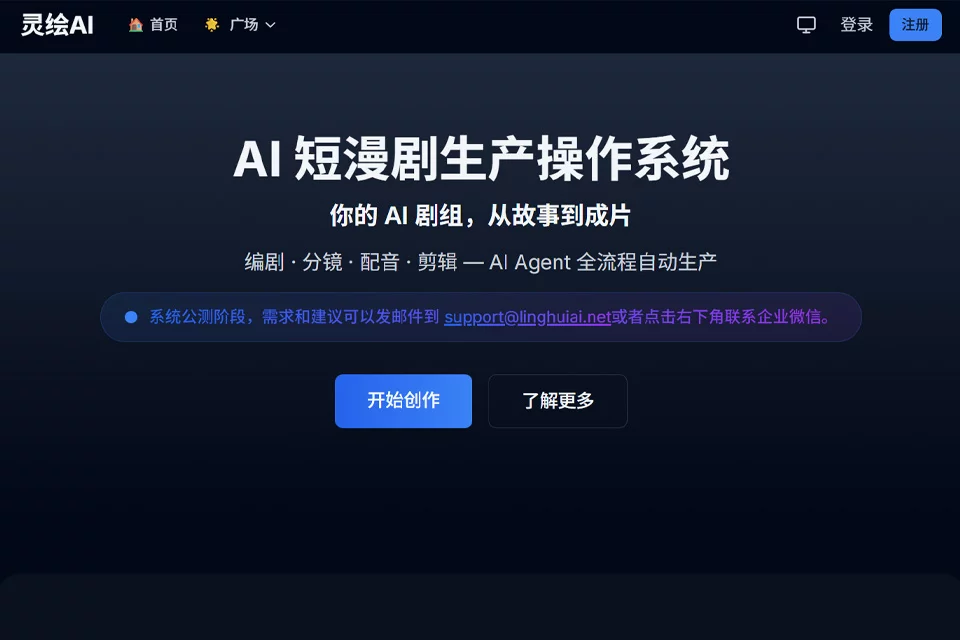 灵绘AI
首页
广场
登录
注册
AI 短漫剧生产操作系统
你的 AI 剧组，从故事到成片
编剧 · 分镜 · 配音 · 剪辑 — AI Agent 全流程自动生产
系统公测阶段，需求和建议可以发邮件到 support@linghuiai.net或者点击右下角联系企业微信。
开始创作
了解更多